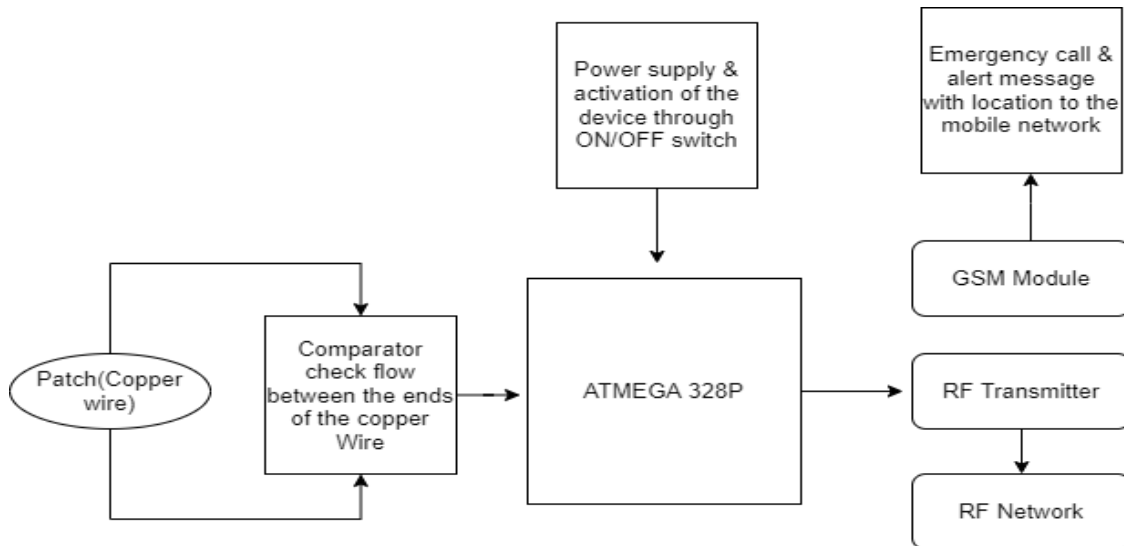 Power supply &
activation of the
device through
ON/OFF switch
Emergency call &
alert message
with location to the
mobile network
GSM Module
Patch(Copper
wire)
Comparator
check flow
between the ends
of the copper
Wire
ATMEGA 328P
RF Transmitter
RF Network